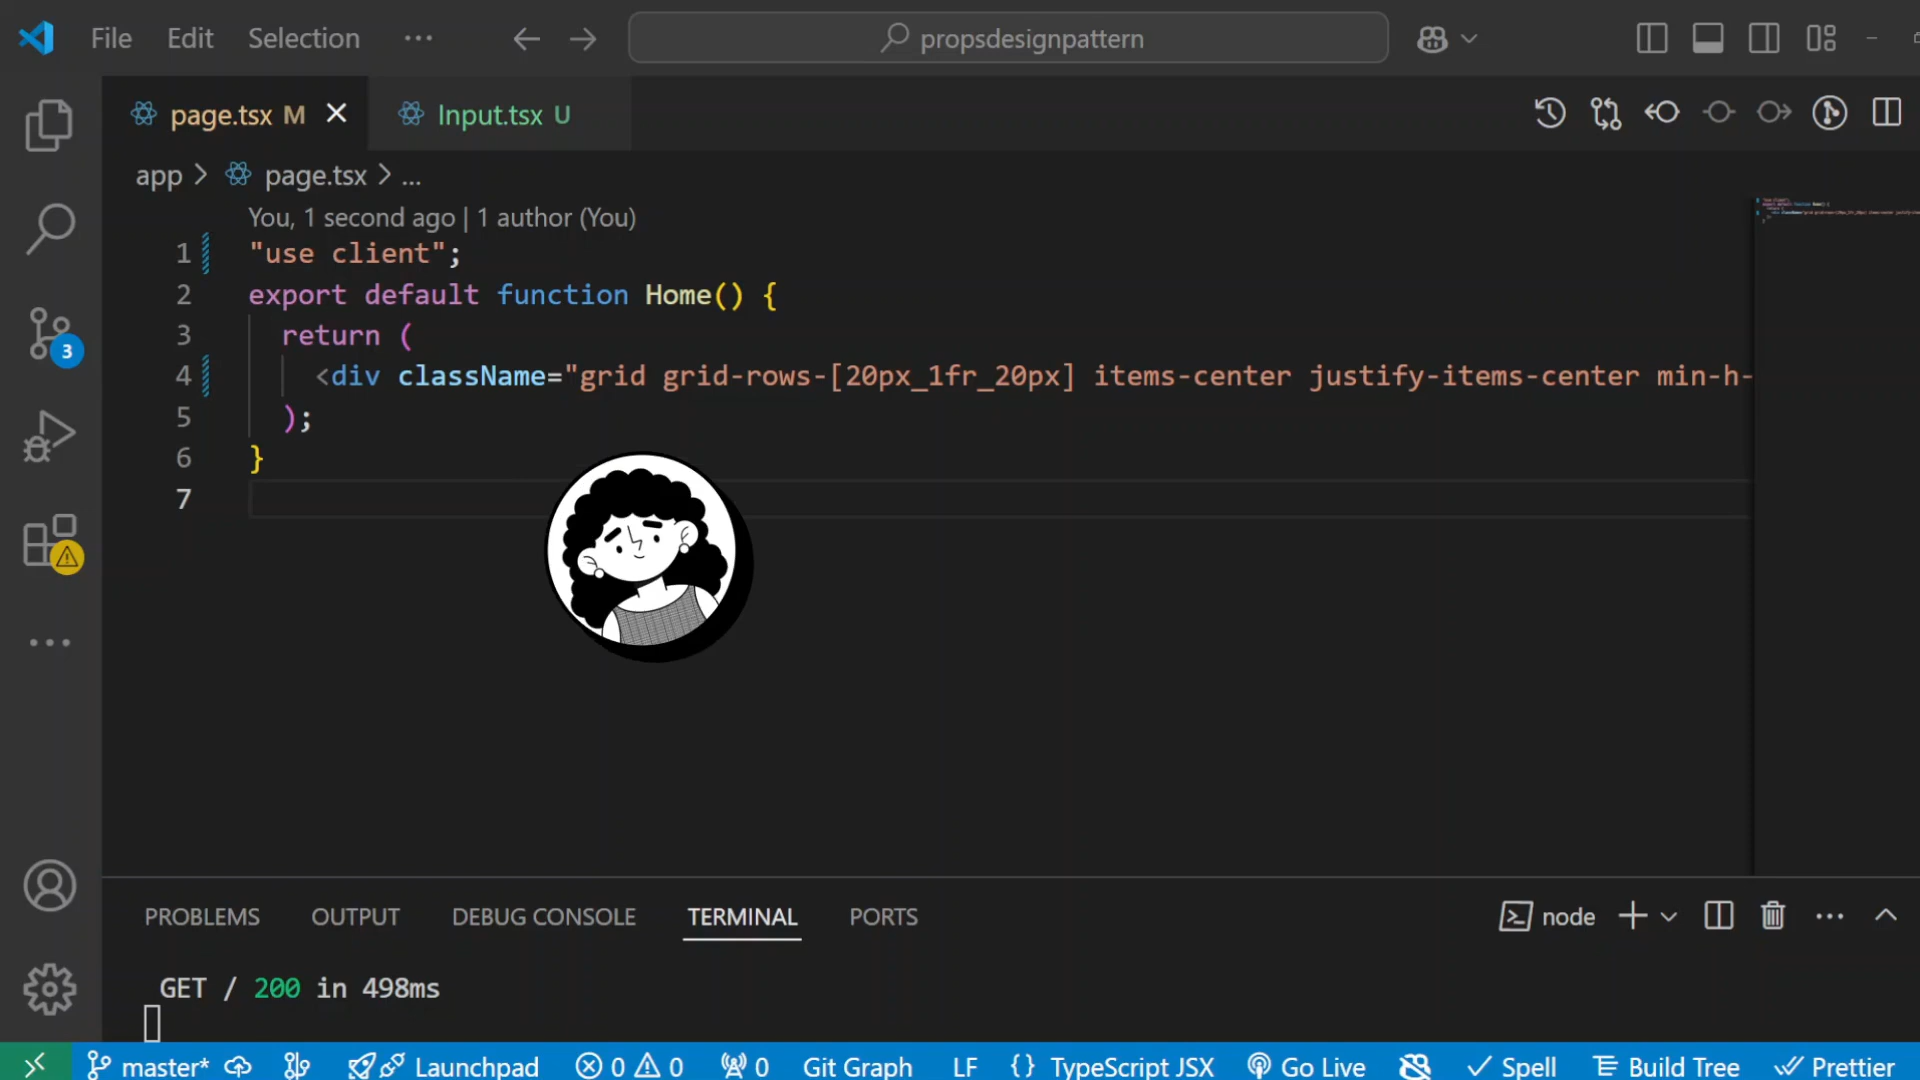 File Edit Selection ··· propsdesignpattern
page.tsx M Input.tsx U
app > page.tsx > ...
You, 1 second ago | 1 author (You)
1 "use client";
2 export default function Home() {
3 return (
4 <div className="grid grid-rows-[20px_1fr_20px] items-center justify-items-center min-h-
5 );
6 }
7
3
PROBLEMS OUTPUT DEBUG CONSOLE TERMINAL PORTS node
GET / 200 in 498ms
master* Launchpad 0 0 0 Git Graph LF {} TypeScript JSX Go Live Spell Build Tree Prettier